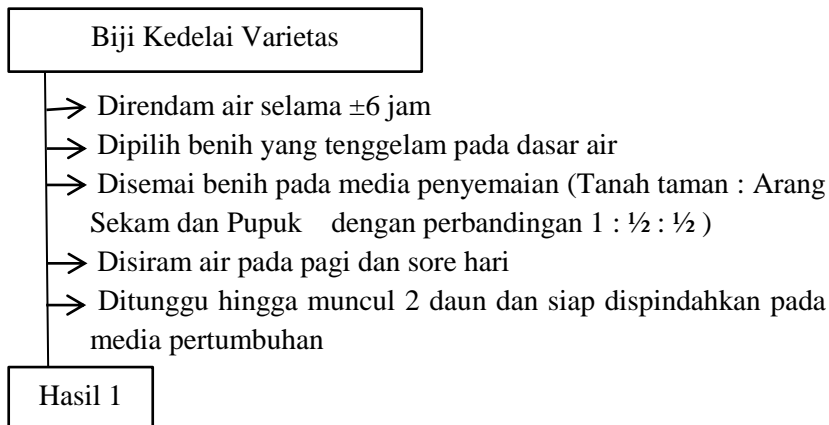 Biji Kedelai Varietas
Direndam air selama ±6 jam
Dipilih benih yang tenggelam pada dasar air
Disemai benih pada media penyemaian (Tanah taman : Arang
Sekam dan Pupuk dengan perbandingan 1 : ½ : ½ )
Disiram air pada pagi dan sore hari
Ditunggu hingga muncul 2 daun dan siap dispindahkan pada
media pertumbuhan
Hasil 1